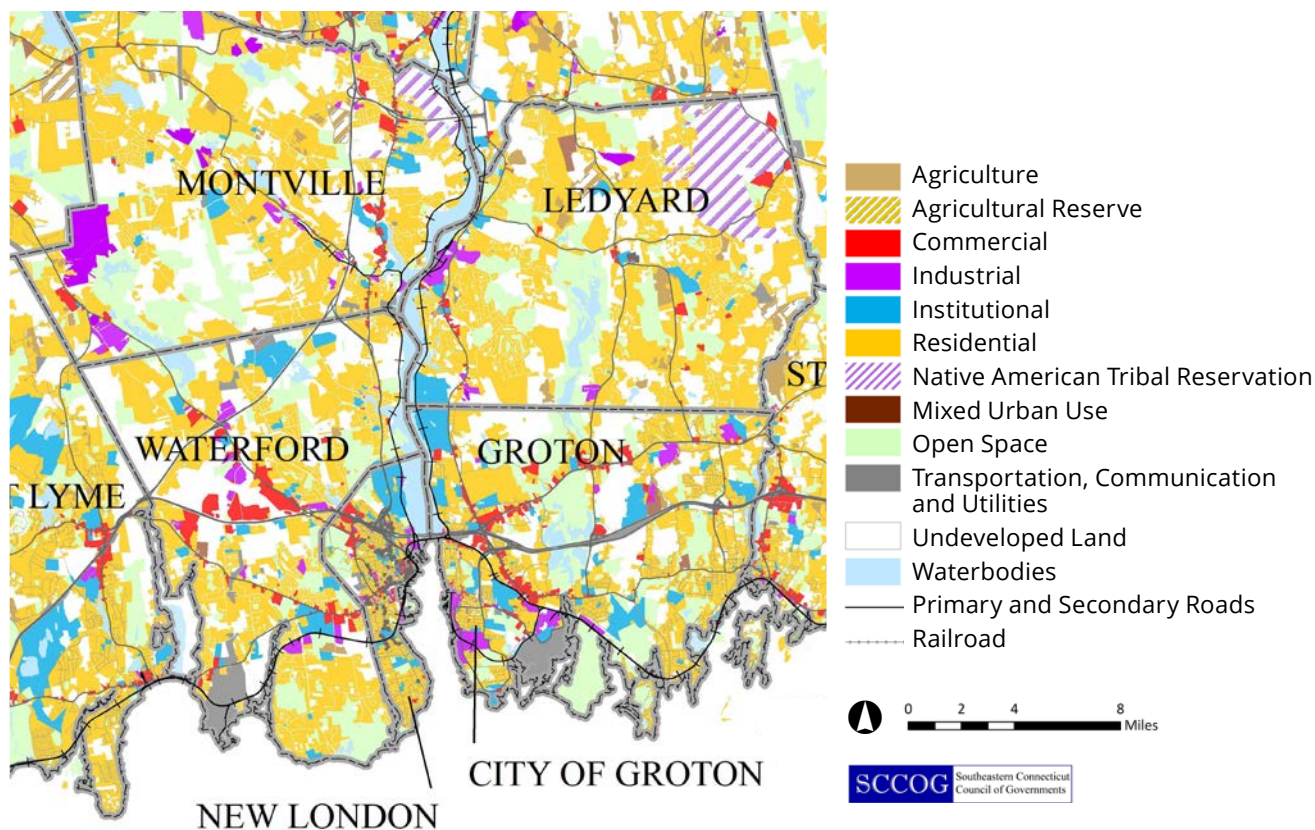 MONTVILLE
LEDYARD
ST
WATERFORD
GROTON
T LYME
CITY OF GROTON
NEW LONDON
Agriculture
Agricultural Reserve
Commercial
Industrial
Institutional
Residential
Native American Tribal Reservation
Mixed Urban Use
Open Space
Transportation, Communication
and Utilities
Undeveloped Land
Waterbodies
Primary and Secondary Roads
Railroad
0 2 4 8
Miles
SCCOG
Southeastern Connecticut
Council of Governments